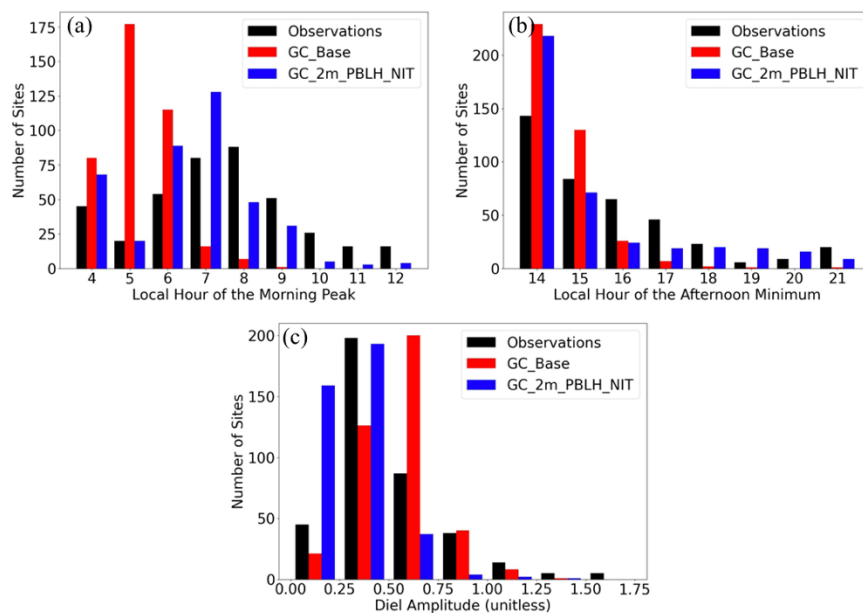 (a)
Observations
GC_Base
GC_2m_PBLH_NIT
Number of Sites
175
150
125
100
75
50
25
0
4 5 6 7 8 9 10 11 12
Local Hour of the Morning Peak
(b)
Observations
GC_Base
GC_2m_PBLH_NIT
Number of Sites
200
150
100
50
0
14 15 16 17 18 19 20 21
Local Hour of the Afternoon Minimum
(c)
Observations
GC_Base
GC_2m_PBLH_NIT
Number of Sites
200
150
100
50
0
0.00 0.25 0.50 0.75 1.00 1.25 1.50 1.75
Diel Amplitude (unitless)